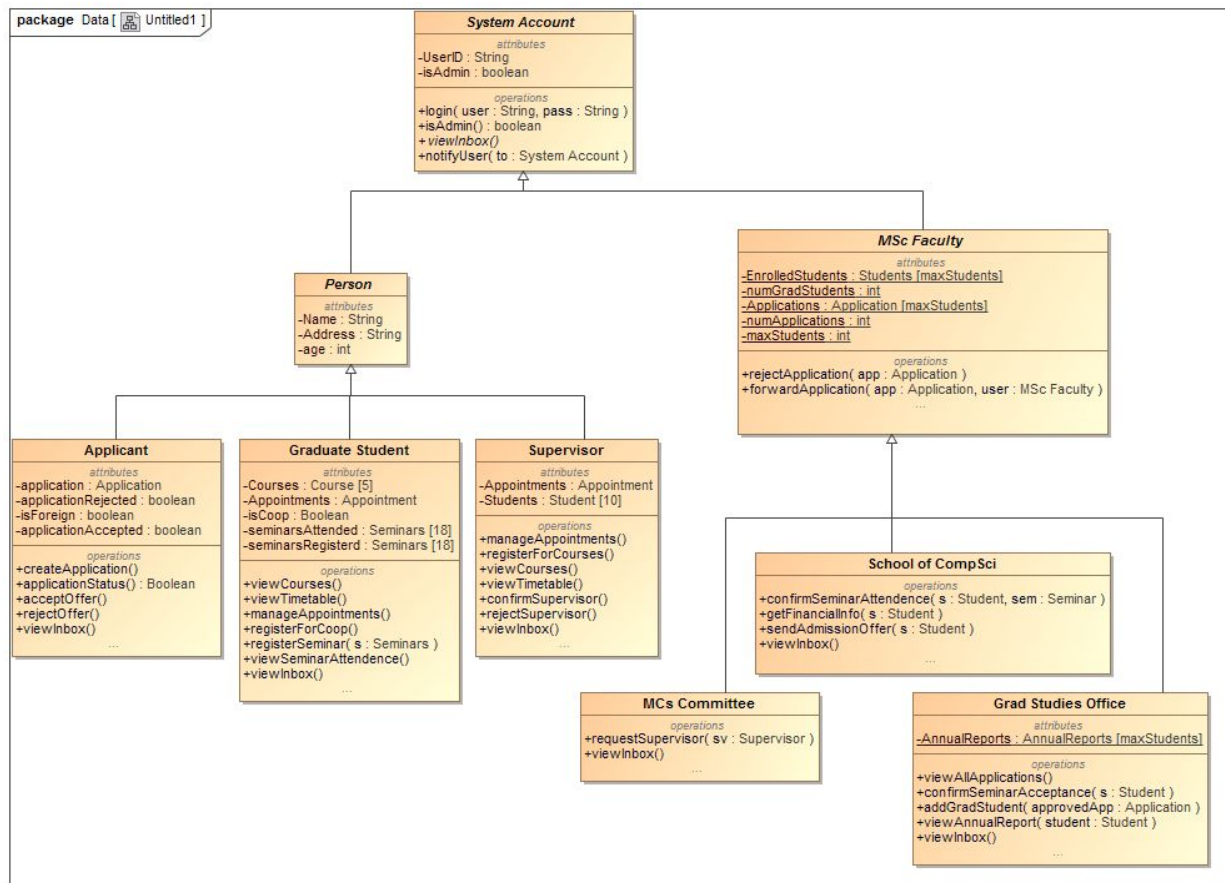 package Data [ Untitled1 ]
System Account
attributes
-UserID : String
-isAdmin : boolean
operations
+login( user : String, pass : String )
+isAdmin() : boolean
+viewInbox()
+notifyUser( to : System Account )
MSc Faculty
attributes
-EnrolledStudents : Students [maxStudents]
-numGradStudents : int
-Applications : Application [maxStudents]
-numApplications : int
-maxStudents : int
operations
+rejectApplication( app : Application )
+forwardApplication( app : Application, user : MSc Faculty )
...
Person
attributes
-Name : String
-Address : String
-age : int
Applicant
attributes
-application : Application
-applicationRejected : boolean
-isForeign : boolean
-applicationAccepted : boolean
operations
+createApplication()
+applicationStatus() : Boolean
+acceptOffer()
+rejectOffer()
+viewInbox()
...
Graduate Student
attributes
-Courses : Course [5]
-Appointments : Appointment
-isCoop : Boolean
-seminarsAttended : Seminars [18]
-seminarsRegisterd : Seminars [18]
operations
+viewCourses()
+viewTimetable()
+manageAppointments()
+registerForCoop()
+registerSeminar( s : Seminars )
+viewSeminarAttendence()
+viewInbox()
...
Supervisor
attributes
-Appointments : Appointment
-Students : Student [10]
operations
+manageAppointments()
+registerForCourses()
+viewCourses()
+viewTimetable()
+confirmSupervisor()
+rejectSupervisor()
+viewInbox()
...
School of CompSci
operations
+confirmSeminarAttendence( s : Student, sem : Seminar )
+getFinancialInfo( s : Student )
+sendAdmissionOffer( s : Student )
+viewInbox()
...
MCs Committee
operations
+requestSupervisor( sv : Supervisor )
+viewInbox()
...
Grad Studies Office
attributes
-AnnualReports : AnnualReports [maxStudents]
operations
+viewAllApplications()
+confirmSeminarAcceptance( s : Student )
+addGradStudent( approvedApp : Application )
+viewAnnualReport( student : Student )
+viewInbox()
...